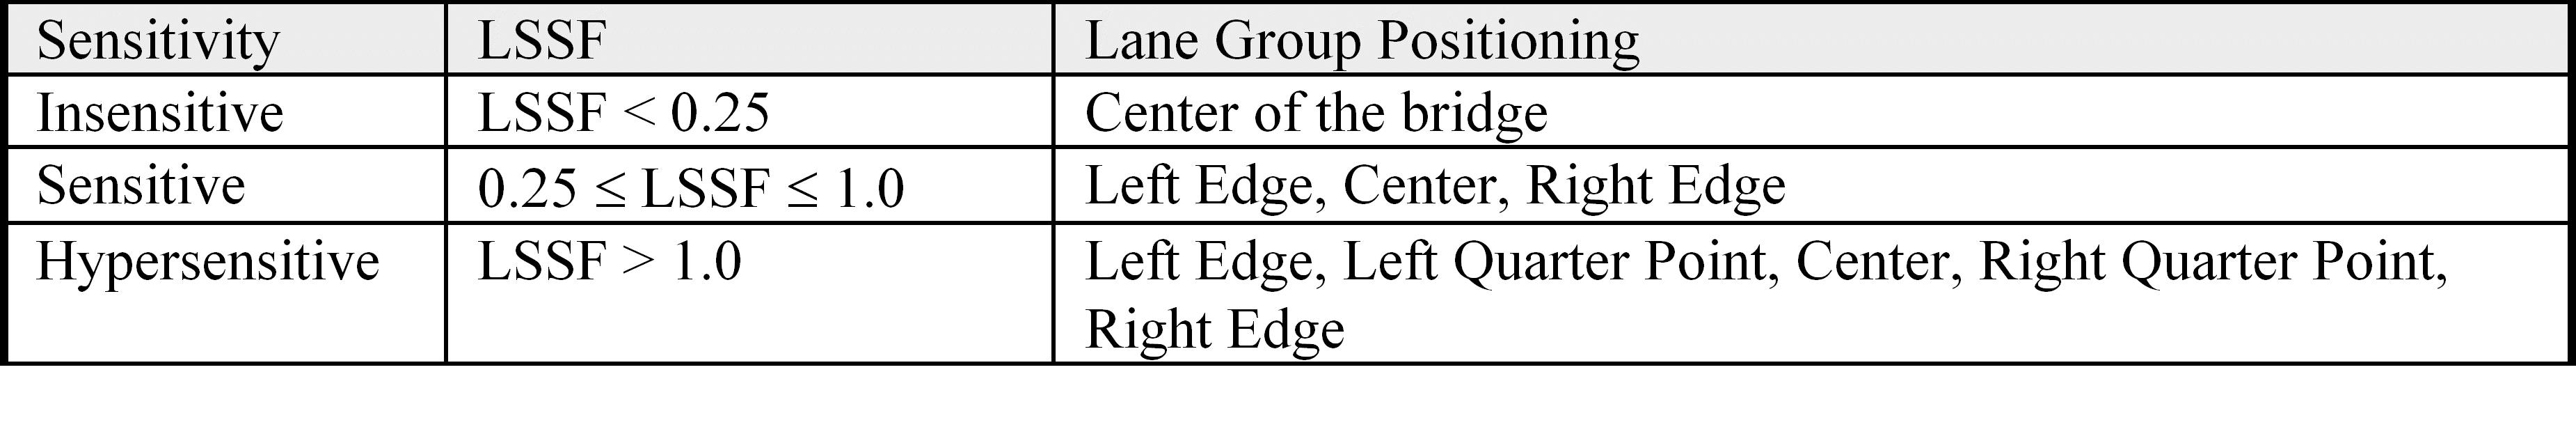 Sensitivity LSSF Lane Group Positioning
Insensitive LSSF < 0.25 Center of the bridge
Sensitive 0.25 ≤ LSSF ≤ 1.0 Left Edge, Center, Right Edge
Hypersensitive LSSF > 1.0 Left Edge, Left Quarter Point, Center, Right Quarter Point,
Right Edge